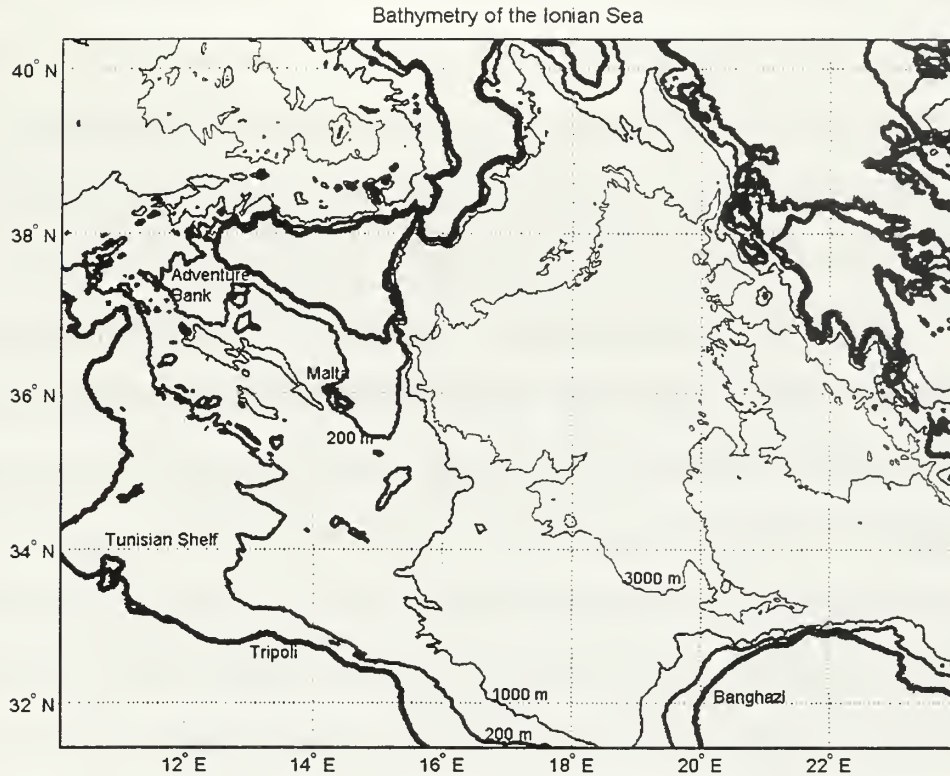 Bathymetry of the Ionian Sea
40° N
38° N
Adventure
Bank
Malta
36° N
200 m
Tunisian Shelf
34° N
3000 m
Tripoli
1000 m
Banghazi
32° N
200 m
12° E
14° E
16° E
18° E
20° E
22° E